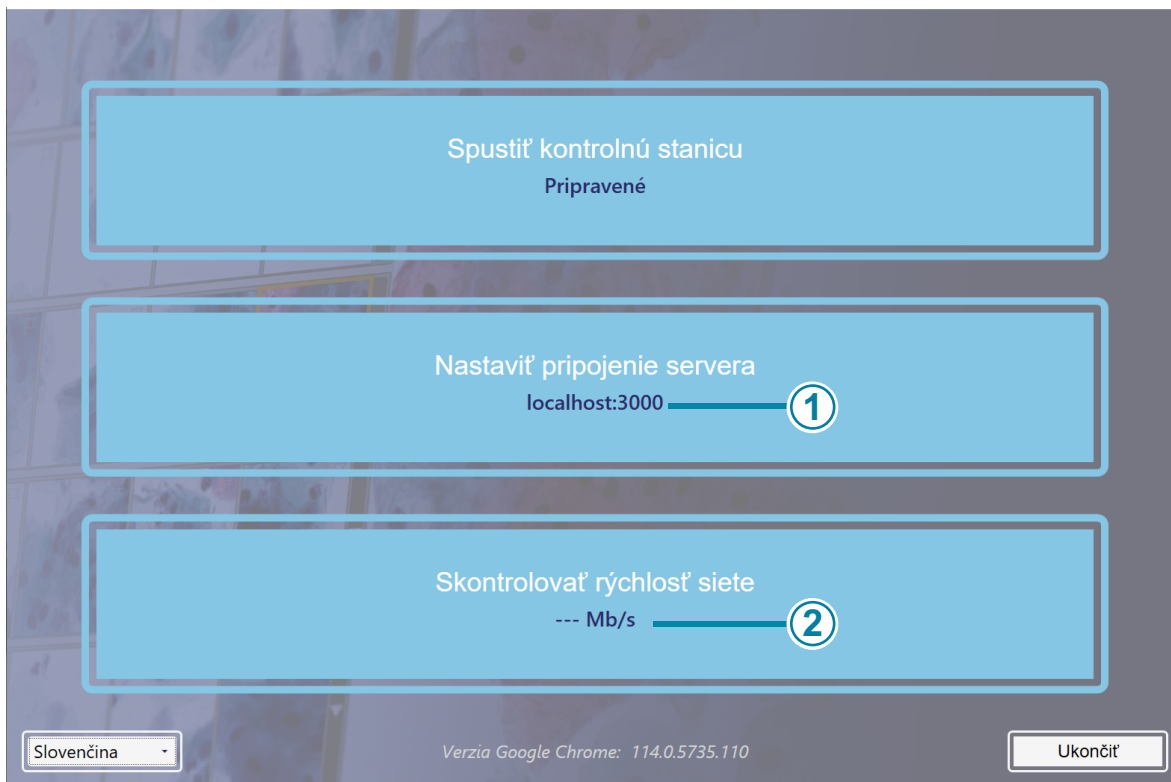 Spustiť kontrolnú stanicu
Pripravené
Nastaviť pripojenie servera
localhost:3000
1
Skontrolovať rýchlosť siete
--- Mb/s
2
Slovenčina
Verzia Google Chrome: 114.0.5735.110
Ukončiť